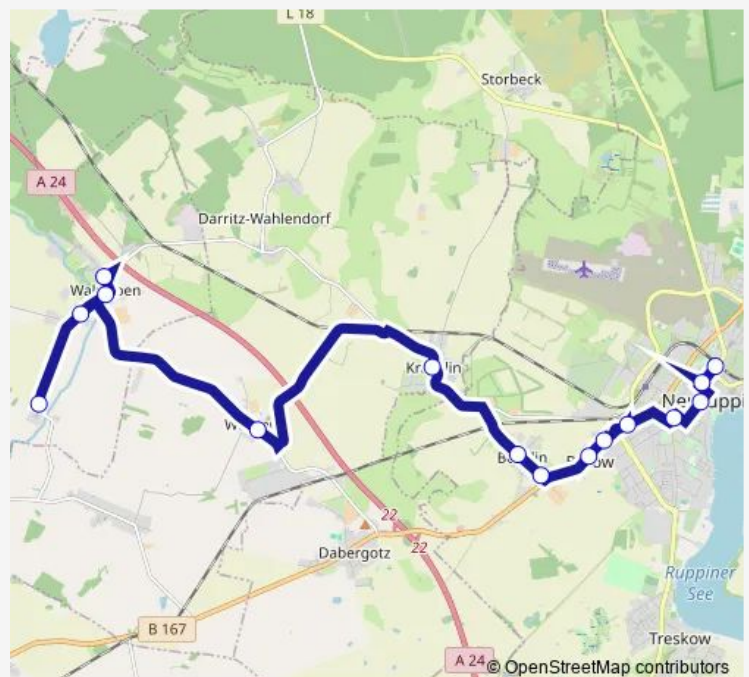 L 18
Storbeck
A 24
Darritz-Wahlendorf
Dabergotz
22
22
B 167
Ruppiner
See
Treskow
A 24
© OpenStreetMap contributors